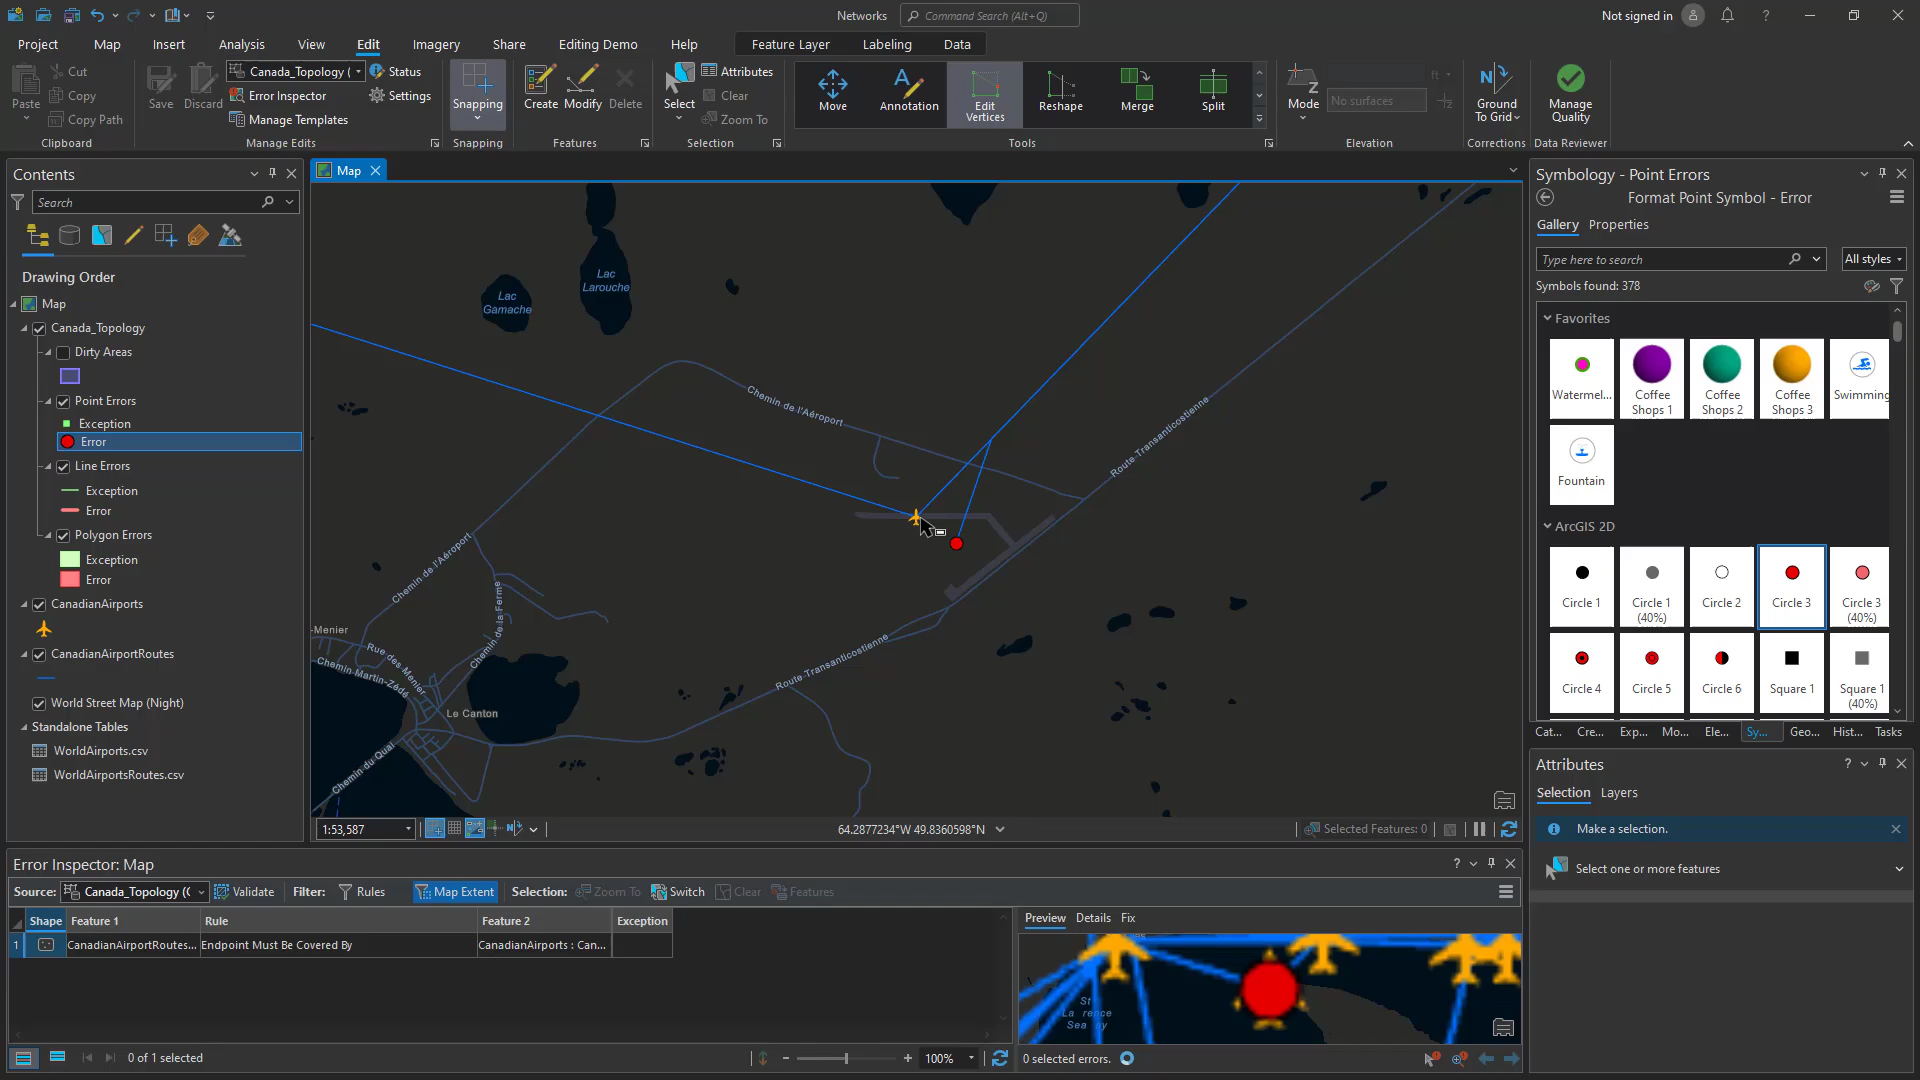 Networks
Command Search (Alt+Q)
Not signed in
Project
Map
Insert
Analysis
View
Edit
Imagery
Share
Editing Demo
Help
Feature Layer
Labeling
Data
Paste
Cut
Copy
Copy Path
Clipboard
Save
Discard
Canada_Topology (
Status
Error Inspector
Settings
Manage Templates
Manage Edits
Snapping
Snapping
Create
Modify
Delete
Features
Select
Attributes
Clear
Zoom To
Selection
Move
Annotation
Edit Vertices
Reshape
Merge
Split
Tools
Mode
ft
No surfaces
Elevation
Ground To Grid
Corrections
Manage Quality
Data Reviewer
Contents
Search
Drawing Order
Map
Canada_Topology
Dirty Areas
Point Errors
Exception
Error
Line Errors
Exception
Error
Polygon Errors
Exception
Error
CanadianAirports
CanadianAirportRoutes
World Street Map (Night)
Standalone Tables
WorldAirports.csv
WorldAirportsRoutes.csv
Map
Lac Gamache
Lac Larouche
Chemin de l'Aéroport
Route Transanticostienne
Chemin de l'Aéroport
Chemin de la Ferme
-Menier
Rue des Menier
Chemin Martin-Zédé
Le Canton
Chemin du Quai
Route Transanticostienne
1:53,587
64.2877234°W 49.8360598°N
Selected Features: 0
Symbology - Point Errors
Format Point Symbol - Error
Gallery
Properties
Type here to search
All styles
Symbols found: 378
Favorites
Watermel...
Coffee Shops 1
Coffee Shops 2
Coffee Shops 3
Swimming
Fountain
ArcGIS 2D
Circle 1
Circle 1 (40%)
Circle 2
Circle 3
Circle 3 (40%)
Circle 4
Circle 5
Circle 6
Square 1
Square 1 (40%)
Cat...
Cre...
Exp...
Mo...
Ele...
Sy...
Geo...
Hist...
Tasks
Attributes
Selection
Layers
Make a selection.
Select one or more features
Error Inspector: Map
Source:
Canada_Topology (
Validate
Filter:
Rules
Map Extent
Selection:
Zoom To
Switch
Clear
Features
Shape
Feature 1
Rule
Feature 2
Exception
1
CanadianAirportRoutes...
Endpoint Must Be Covered By
CanadianAirports : Can...
0 of 1 selected
100%
Preview
Details
Fix
0 selected errors.